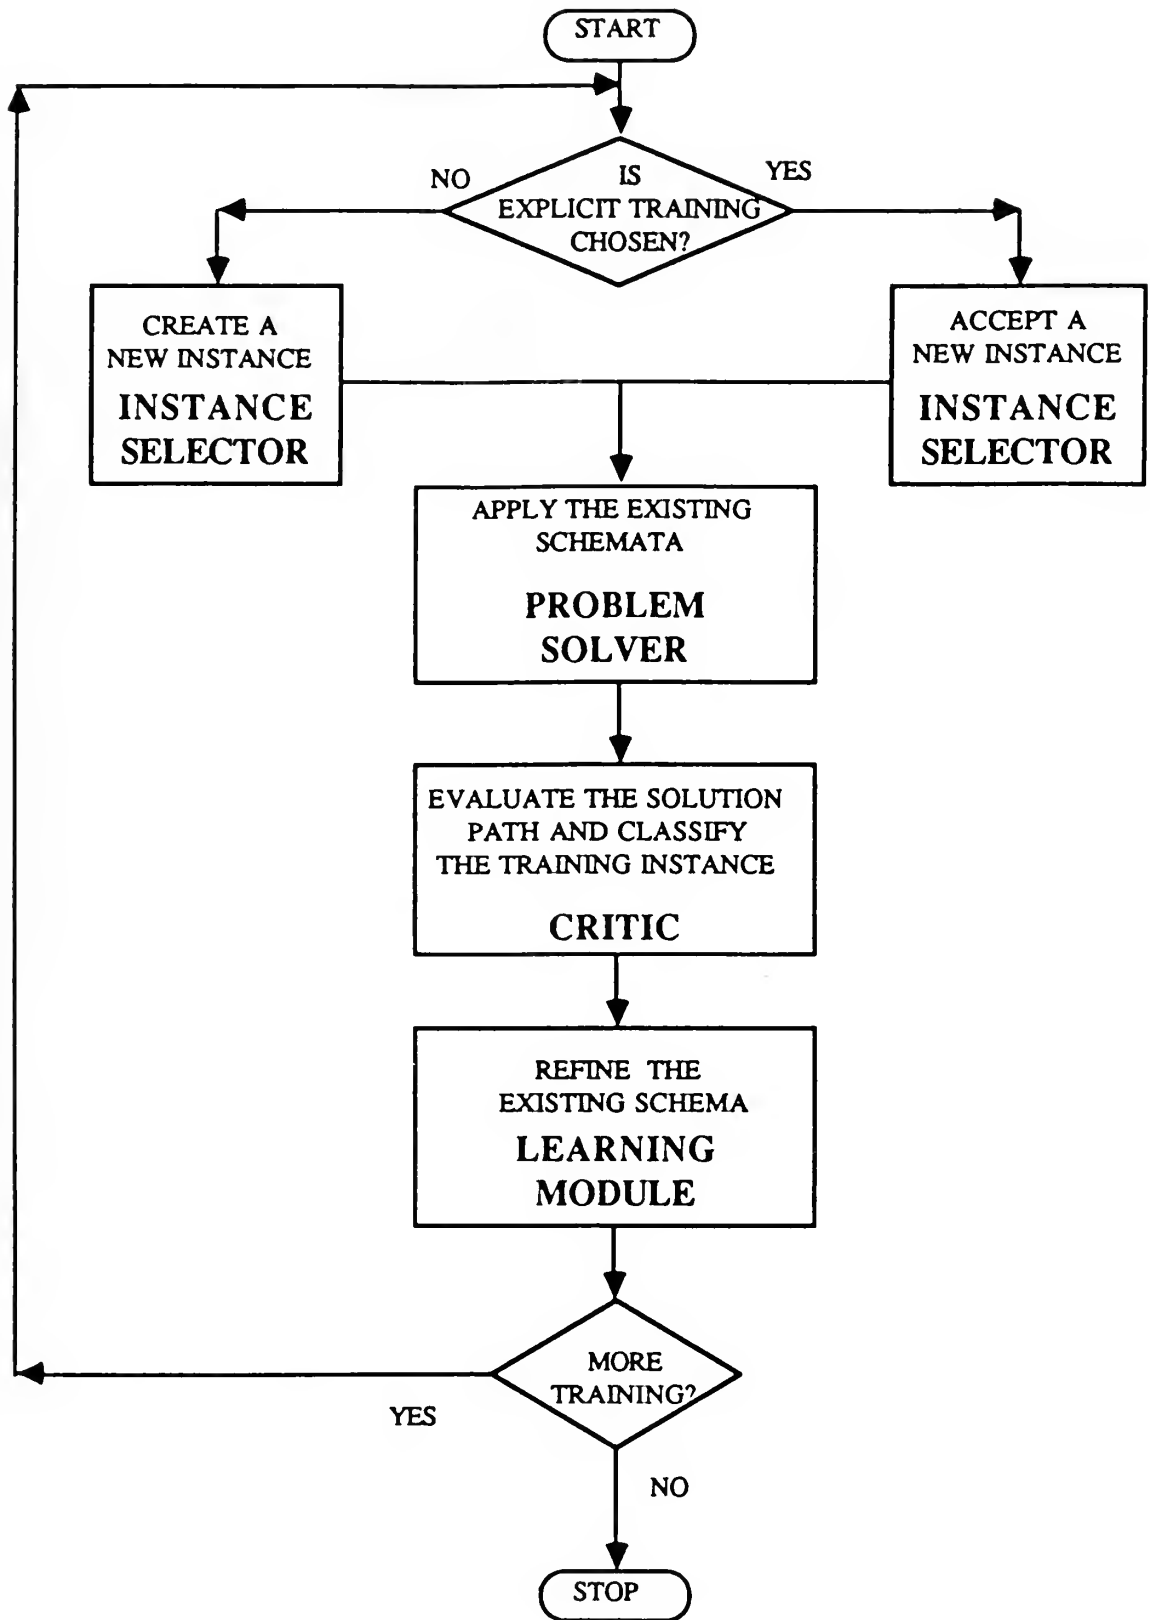 START
NO
IS
EXPLICIT TRAINING
CHOSEN?
YES
CREATE A
NEW INSTANCE
INSTANCE
SELECTOR
ACCEPT A
NEW INSTANCE
INSTANCE
SELECTOR
APPLY THE EXISTING
SCHEMATA
PROBLEM
SOLVER
EVALUATE THE SOLUTION
PATH AND CLASSIFY
THE TRAINING INSTANCE
CRITIC
REFINE THE
EXISTING SCHEMA
LEARNING
MODULE
MORE
TRAINING?
YES
NO
STOP